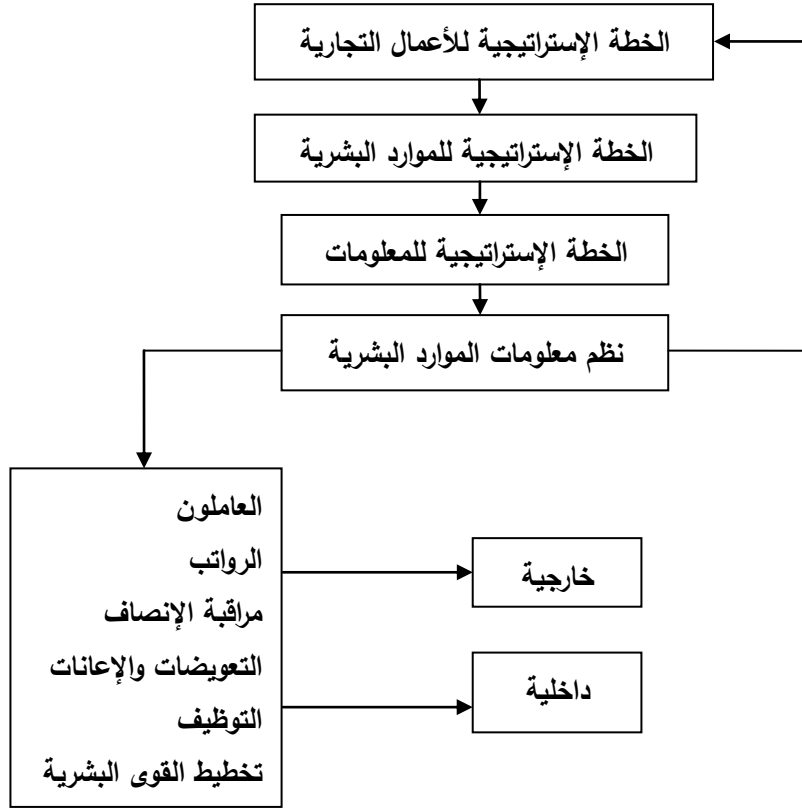 الخطة الإستراتيجية للأعمال التجارية
الخطة الإستراتيجية للموارد البشرية
الخطة الإستراتيجية للمعلومات
نظم معلومات الموارد البشرية
العاملون
الرواتب
مراقبة الإنصاف
التعويضات والإعانات
التوظيف
تخطيط القوى البشرية
خارجية
داخلية